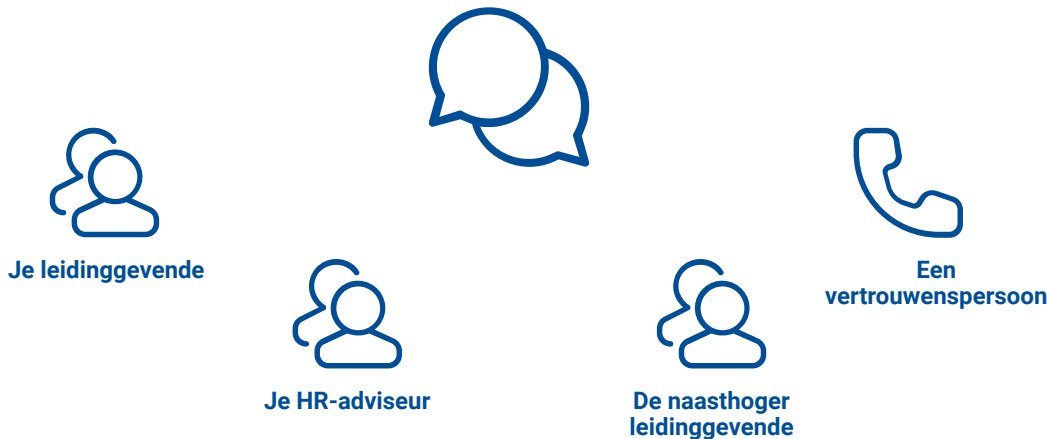 Je leidinggevende
Je HR-adviseur
De naasthoger
leidinggevende
Een
vertrouwenspersoon